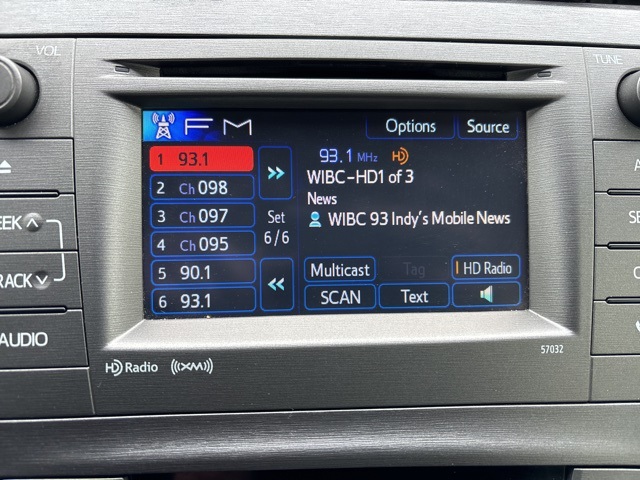 VOL
TUNE
FM
Options
Source
1 93.1
2 Ch 098
3 Ch 097
4 Ch 095
5 90.1
6 93.1
Set
6/6
93.1 MHz HD
WIBC-HD1 of 3
News
WIBC 93 Indy's Mobile News
Multicast
Tag
HD Radio
SCAN
Text
EEK
RACK
AUDIO
HD Radio
((XM))
57032